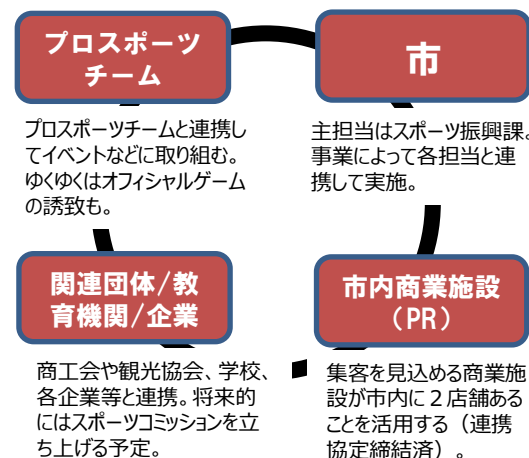 プロスポーツ
チーム
プロスポーツチームと連携し
てイベントなどに取り組む。
ゆくゆくはオフィシャルゲーム
の誘致も。
市
主担当はスポーツ振興課。
事業によって各担当と連
携して実施。
関連団体/教
育機関/企業
商工会や観光協会、学校、
各企業等と連携。将来的
にはスポーツコミッションを立
ち上げる予定。
市内商業施設
（PR）
集客を見込める商業施
設が市内に２店舗ある
ことを活用する（連携
協定締結済）。